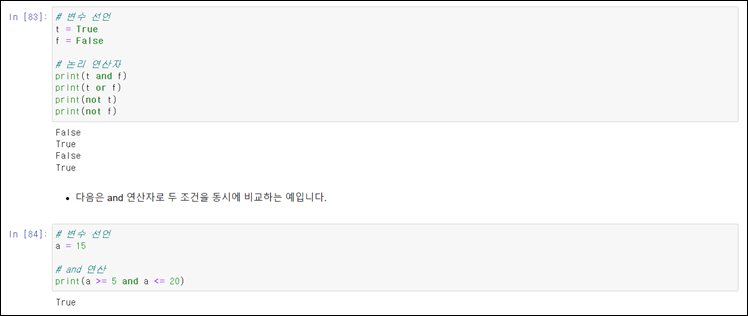 In [83]: # 변수 선언
t = True
f = False
# 논리 연산자
print(t and f)
print(t or f)
print(not t)
print(not f)
False
True
False
True
• 다음은 and 연산자로 두 조건을 동시에 비교하는 예입니다.
In [84]: # 변수 선언
a = 15
# and 연산
print(a >= 5 and a <= 20)
True